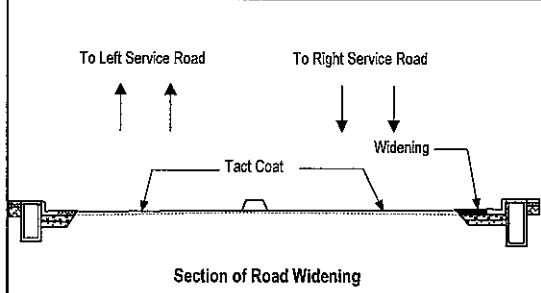 To Left Service Road
To Right Service Road
Widening
Tact Coat
Section of Road Widening